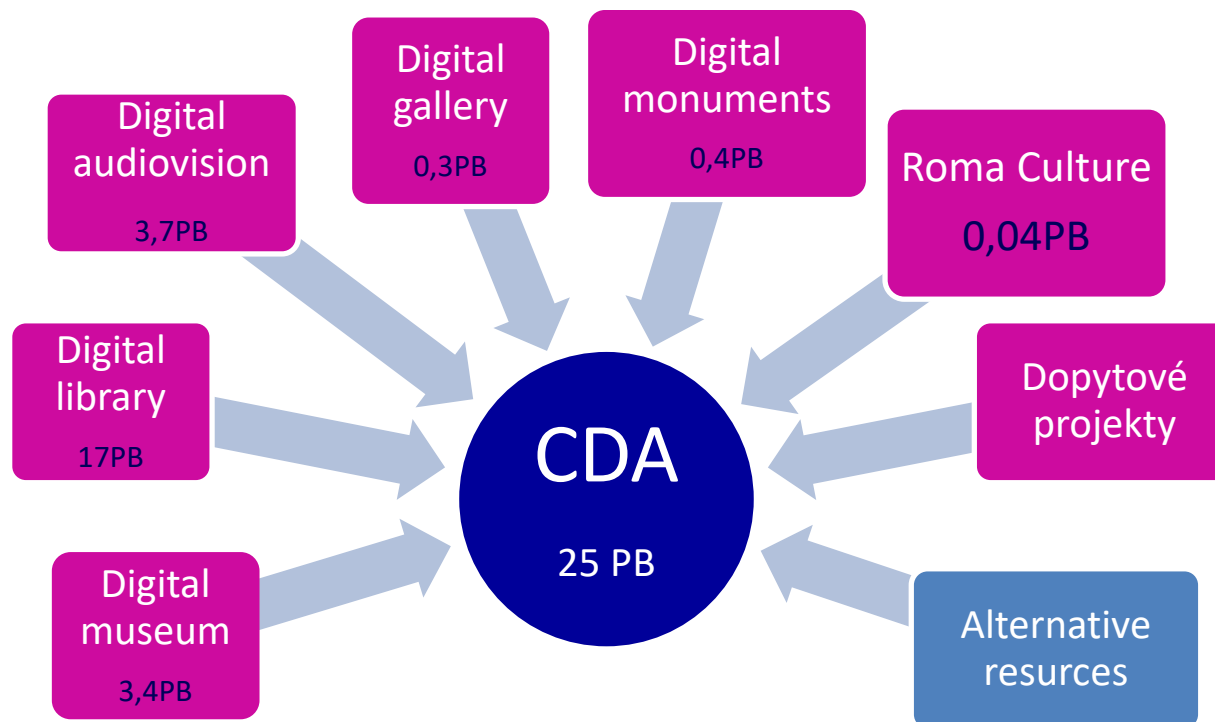 Digital
gallery
0,3PB
Digital
monuments
0,4PB
Digital
audiovision
3,7PB
Roma Culture
0,04PB
Digital
library
17PB
Dopytové
projekty
CDA
25 PB
Digital
museum
3,4PB
Alternative
resurces